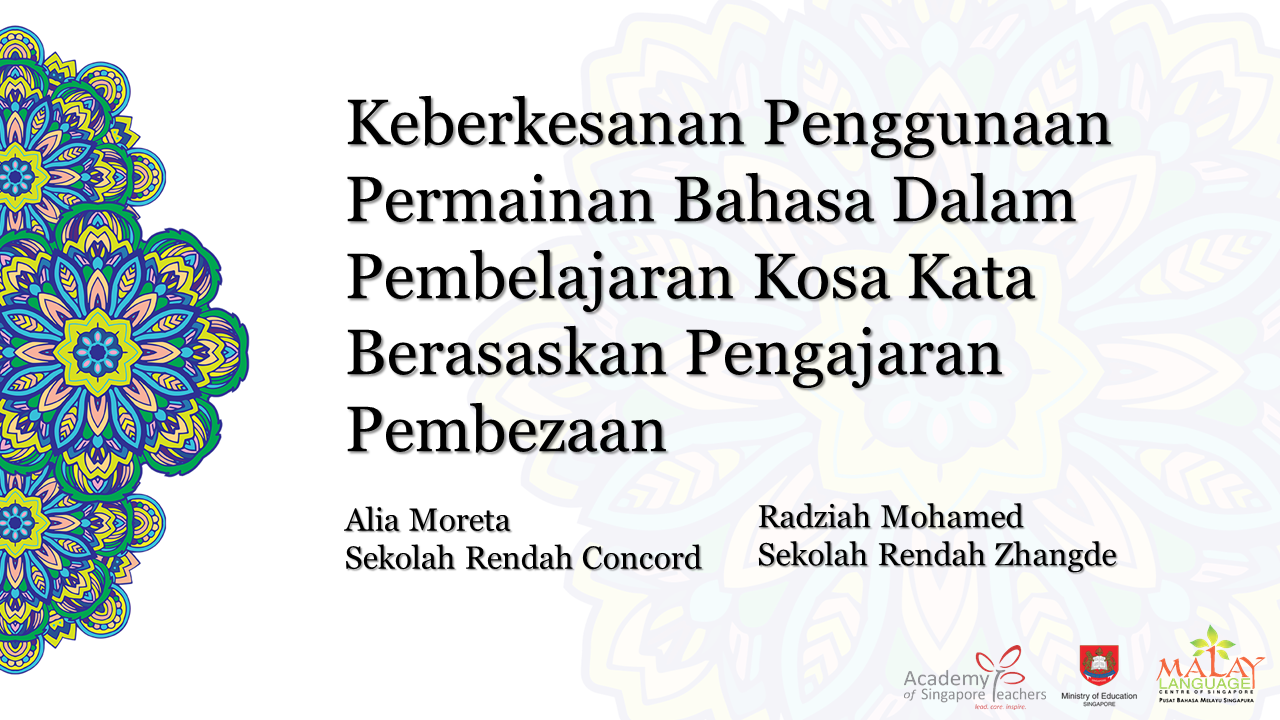 Keberkesanan Penggunaan
Permainan Bahasa Dalam
Pembelajaran Kosa Kata
Berasaskan Pengajaran
Pembezaan
Alia Moreta
Sekolah Rendah Concord
Radziah Mohamed
Sekolah Rendah Zhangde
Academy
of Singapore Teachers
lead. care. inspire.
Ministry of Education
SINGAPORE
MALAY
LANGUAGE
CENTRE OF SINGAPORE
PUSAT BAHASA MELAYU SINGAPURA